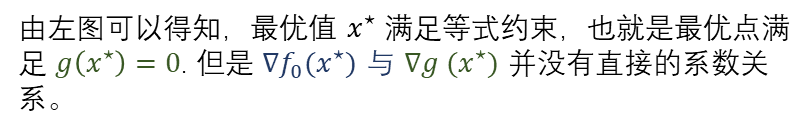 由左图可以得知，最优值 x⋆ 满足等式约束，也就是最优点满
足 g(x⋆) = 0. 但是 ∇f₀(x⋆) 与 ∇g (x⋆) 并没有直接的系数关
系。